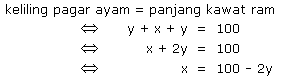 keliling pagar ayam = panjang kawat ram
⇔ y + x + y = 100
⇔ x + 2y = 100
⇔ x = 100 - 2y